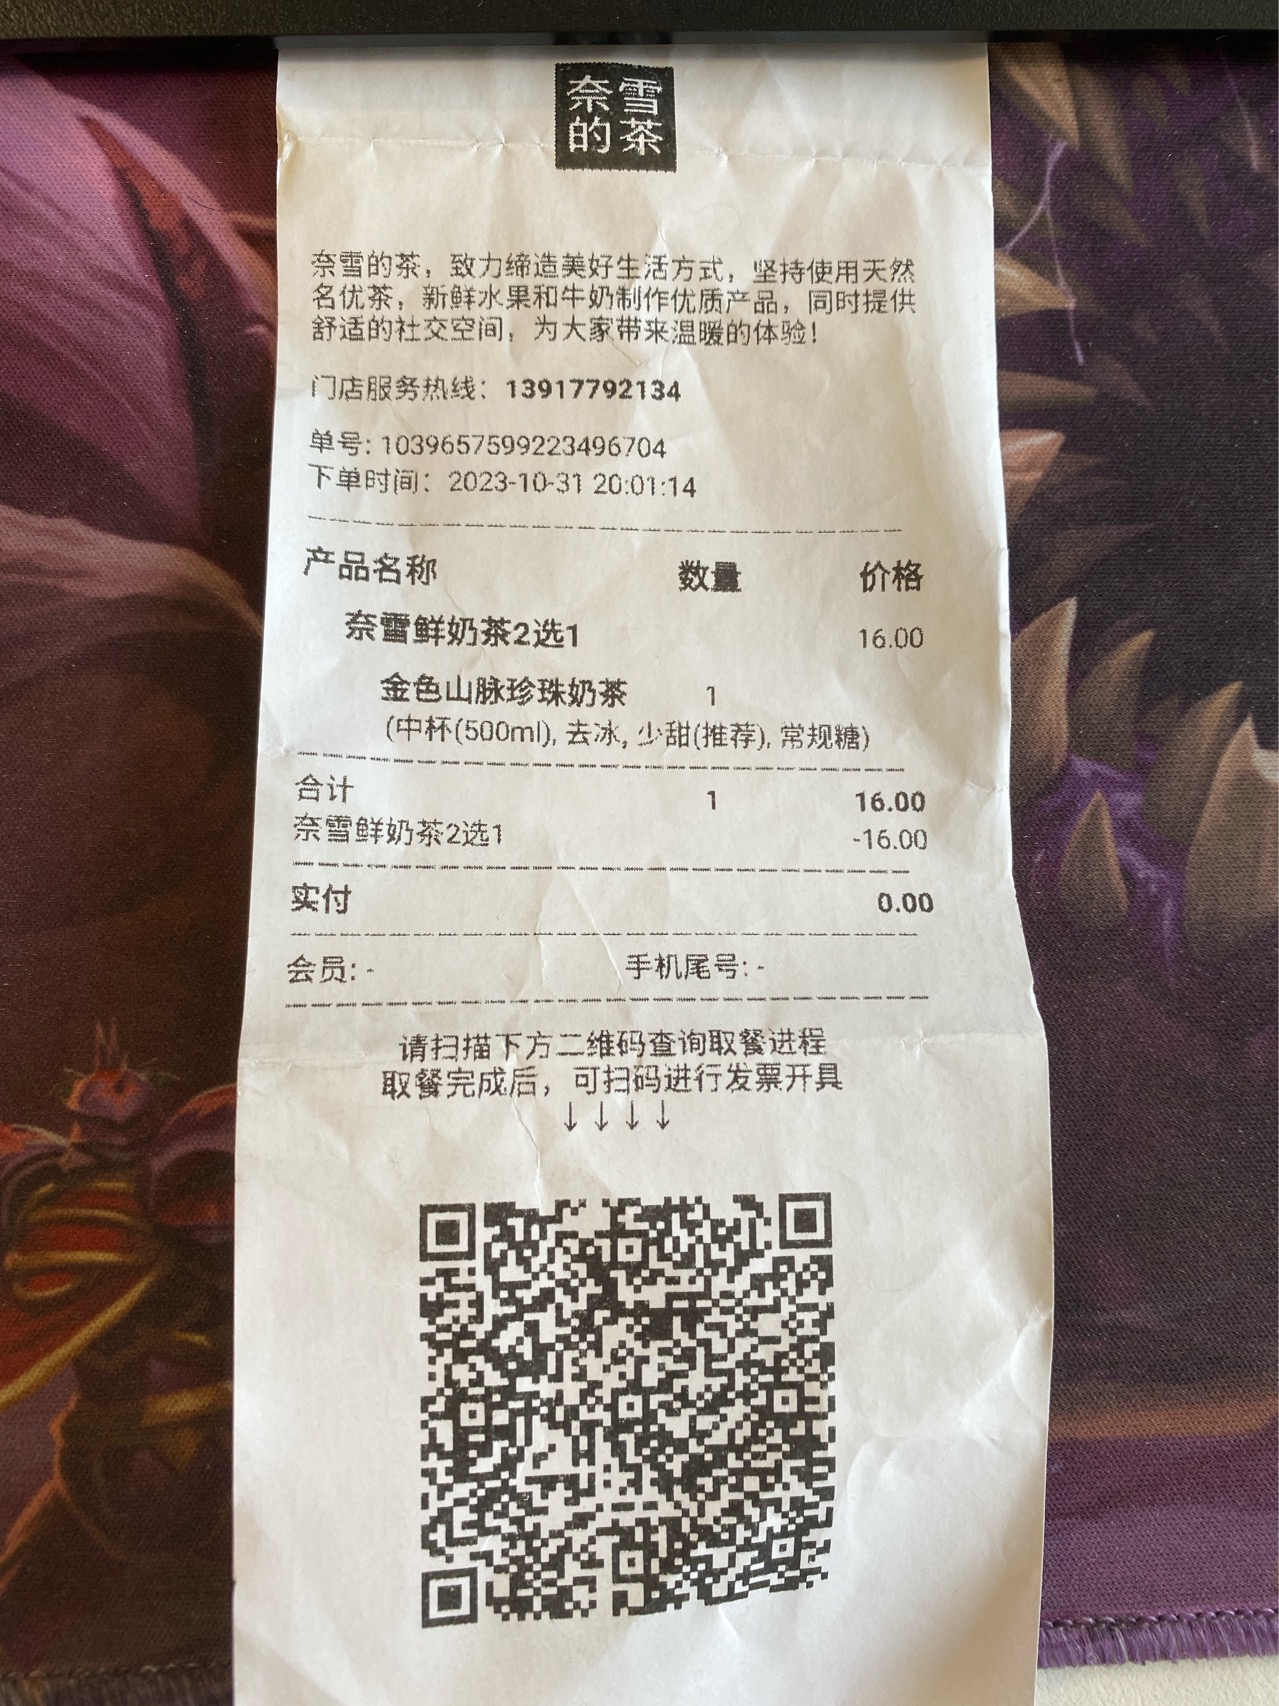 奈雪
的茶
奈雪的茶，致力缔造美好生活方式，坚持使用天然
名优茶，新鲜水果和牛奶制作优质产品，同时提供
舒适的社交空间，为大家带来温暖的体验！
门店服务热线：13917792134
单号: 1039657599223496704
下单时间：2023-10-31 20:01:14
产品名称 数量 价格
奈雪鲜奶茶2选1 16.00
金色山脉珍珠奶茶 1
(中杯(500ml), 去冰, 少甜(推荐), 常规糖)
合计 1 16.00
奈雪鲜奶茶2选1 -16.00
实付 0.00
会员: - 手机尾号: -
请扫描下方二维码查询取餐进程
取餐完成后，可扫码进行发票开具
↓↓↓↓